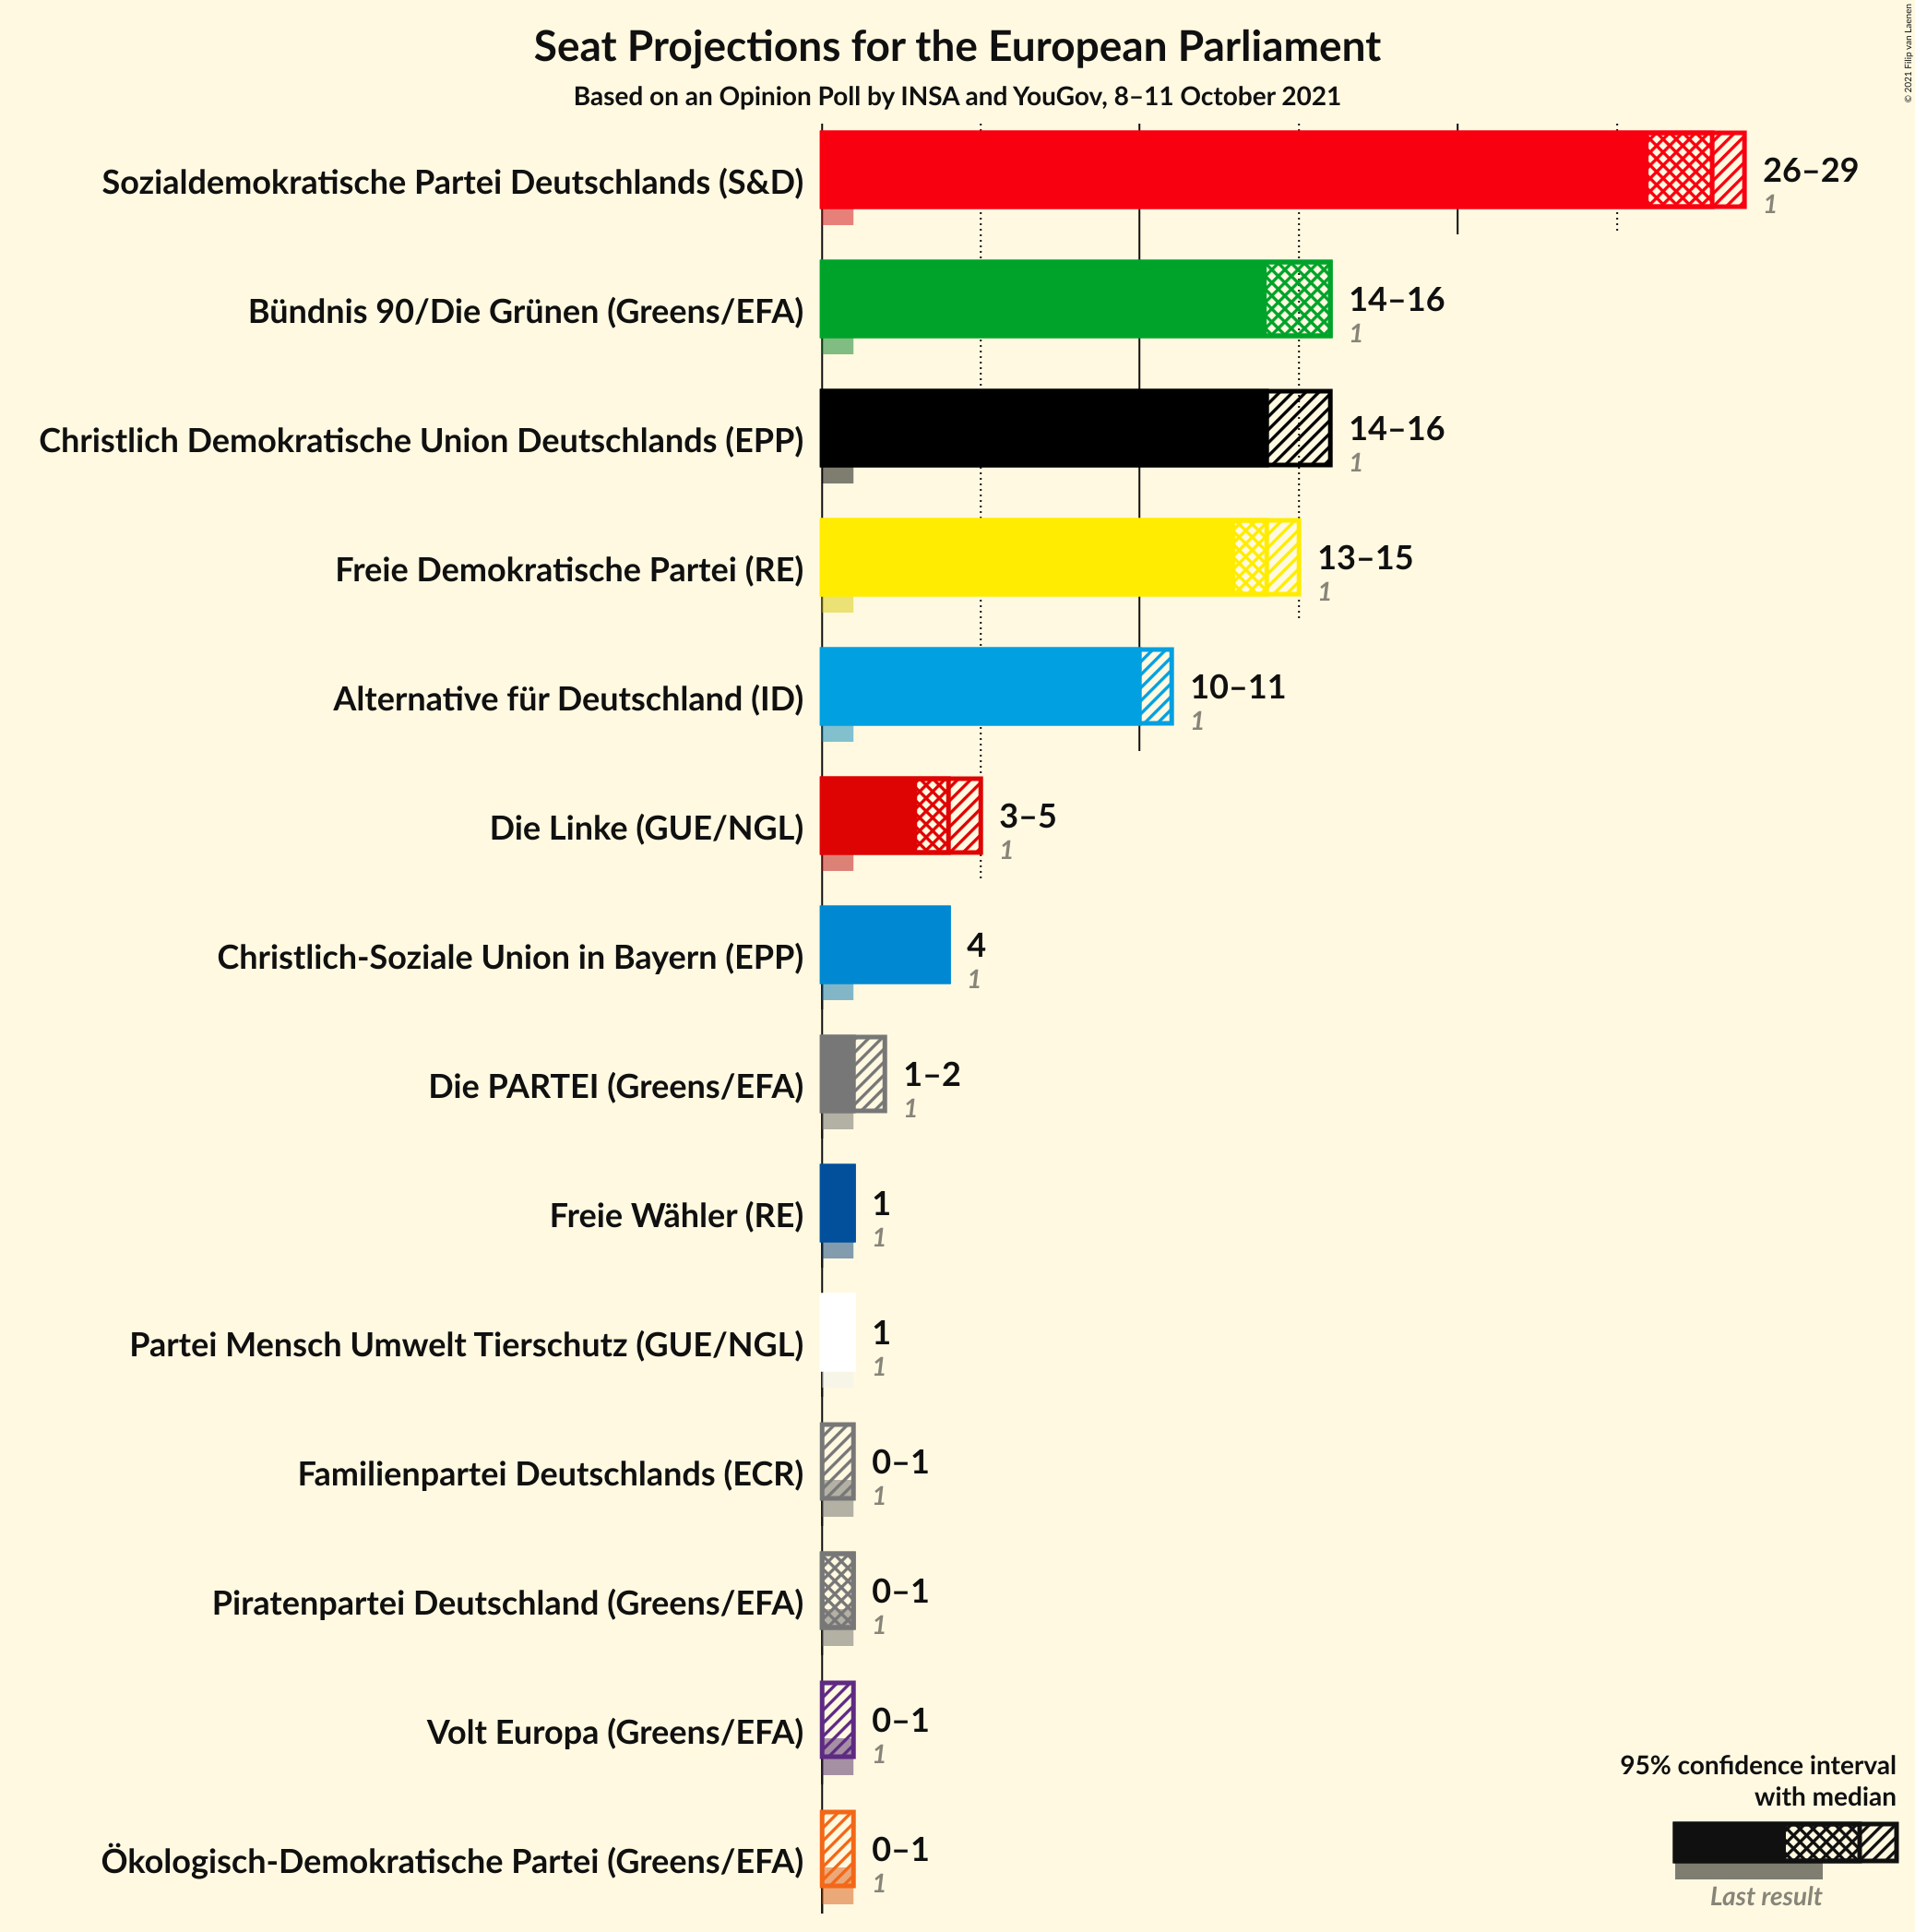 Seat Projections for the European Parliament
Based on an Opinion Poll by INSA and YouGov, 8–11 October 2021
© 2021 Filip van Laenen
Sozialdemokratische Partei Deutschlands (S&D)
26–29
1
Bündnis 90/Die Grünen (Greens/EFA)
14–16
1
Christlich Demokratische Union Deutschlands (EPP)
14–16
1
Freie Demokratische Partei (RE)
13–15
1
Alternative für Deutschland (ID)
10–11
1
Die Linke (GUE/NGL)
3–5
1
Christlich-Soziale Union in Bayern (EPP)
4
1
Die PARTEI (Greens/EFA)
1–2
1
Freie Wähler (RE)
1
1
Partei Mensch Umwelt Tierschutz (GUE/NGL)
1
1
Familienpartei Deutschlands (ECR)
0–1
1
Piratenpartei Deutschland (Greens/EFA)
0–1
1
Volt Europa (Greens/EFA)
0–1
1
Ökologisch-Demokratische Partei (Greens/EFA)
0–1
1
95% confidence interval
with median
Last result